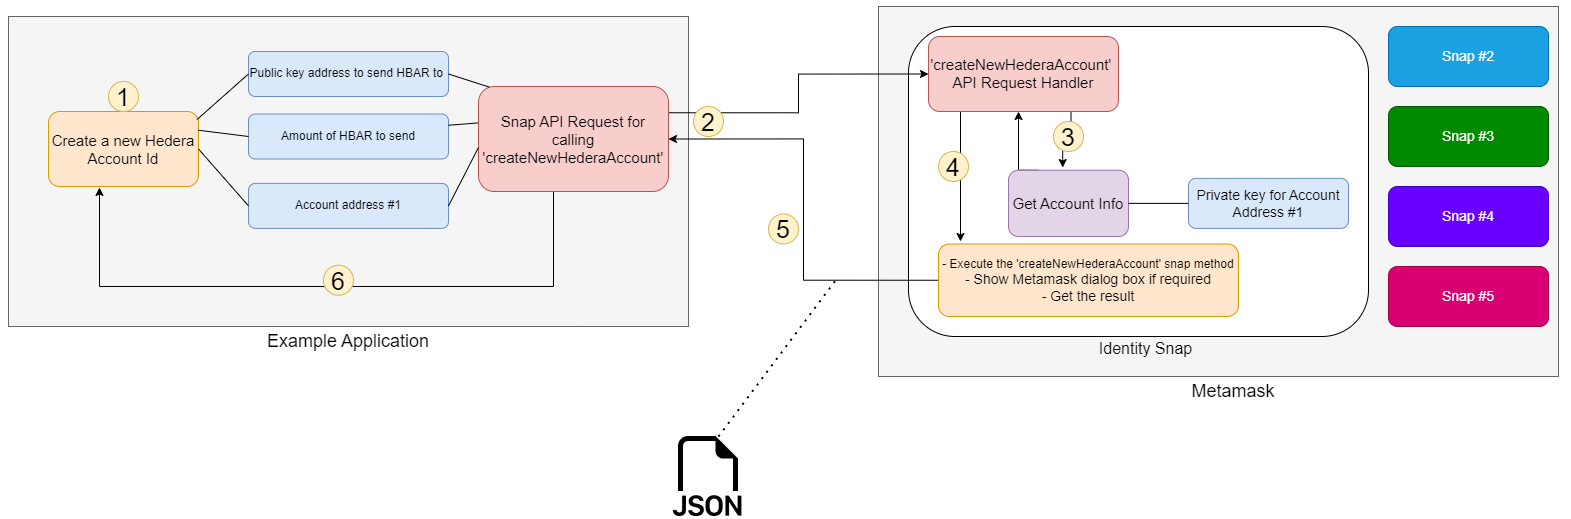 1
Create a new Hedera
Account Id
Public key address to send HBAR to
Amount of HBAR to send
Account address #1
Snap API Request for
calling
'createNewHederaAccount'
6
Example Application
2
5
JSON
'createNewHederaAccount'
API Request Handler
3
4
Get Account Info
Private key for Account
Address #1
- Execute the 'createNewHederaAccount' snap method
- Show Metamask dialog box if required
- Get the result
Identity Snap
Snap #2
Snap #3
Snap #4
Snap #5
Metamask